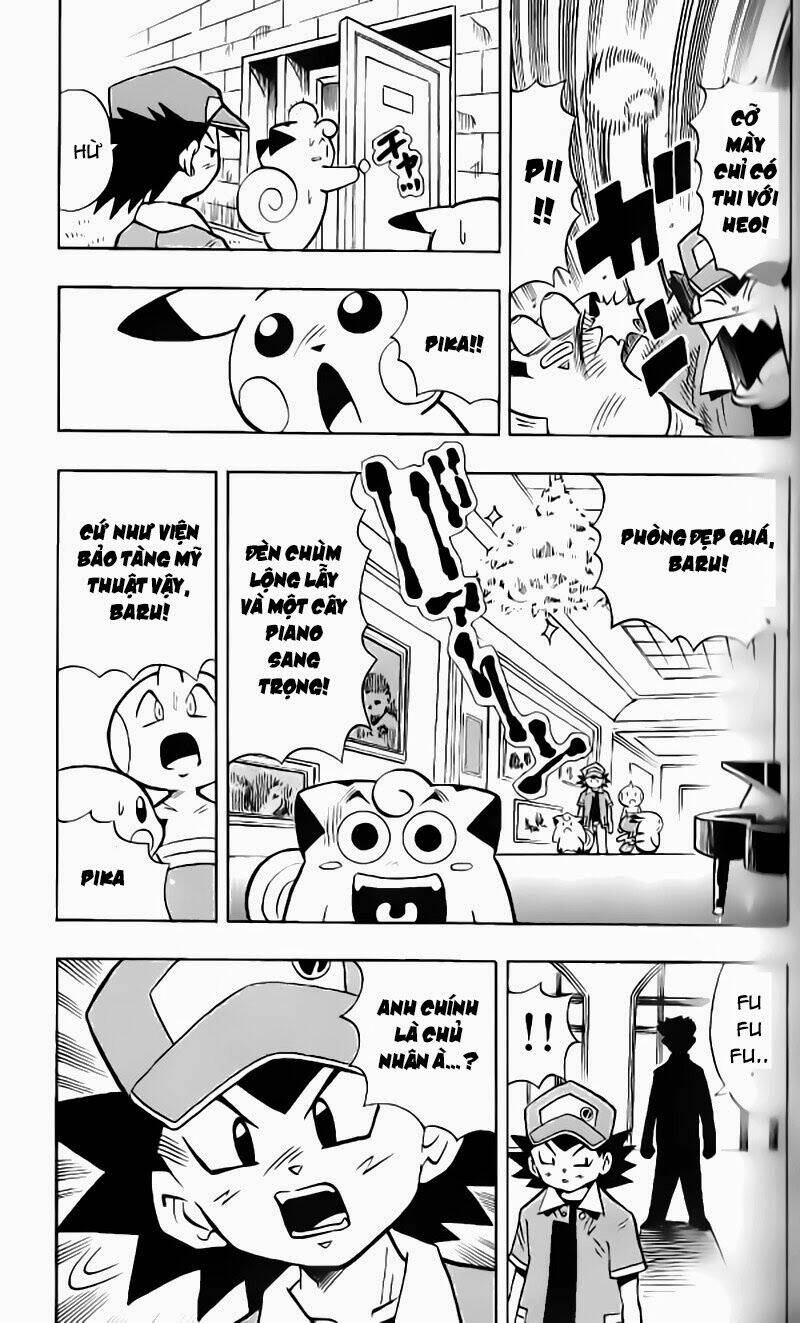 CỠ
MÀY
CHỈ CÓ
THI VỚI
HEO!
PII
!!
HỪ
チャッ
PIKA!!
PHÒNG ĐẸP QUÁ,
BARU!
ĐÈN CHÙM
LỘNG LẪY
VÀ MỘT CÂY
PIANO
SANG
TRỌNG!
CỨ NHƯ VIỆN
BẢO TÀNG MỸ
THUẬT VẬY,
BARU!
PIKA
FU
FU
FU..
!!
ANH CHÍNH
LÀ CHỦ
NHÂN À...?